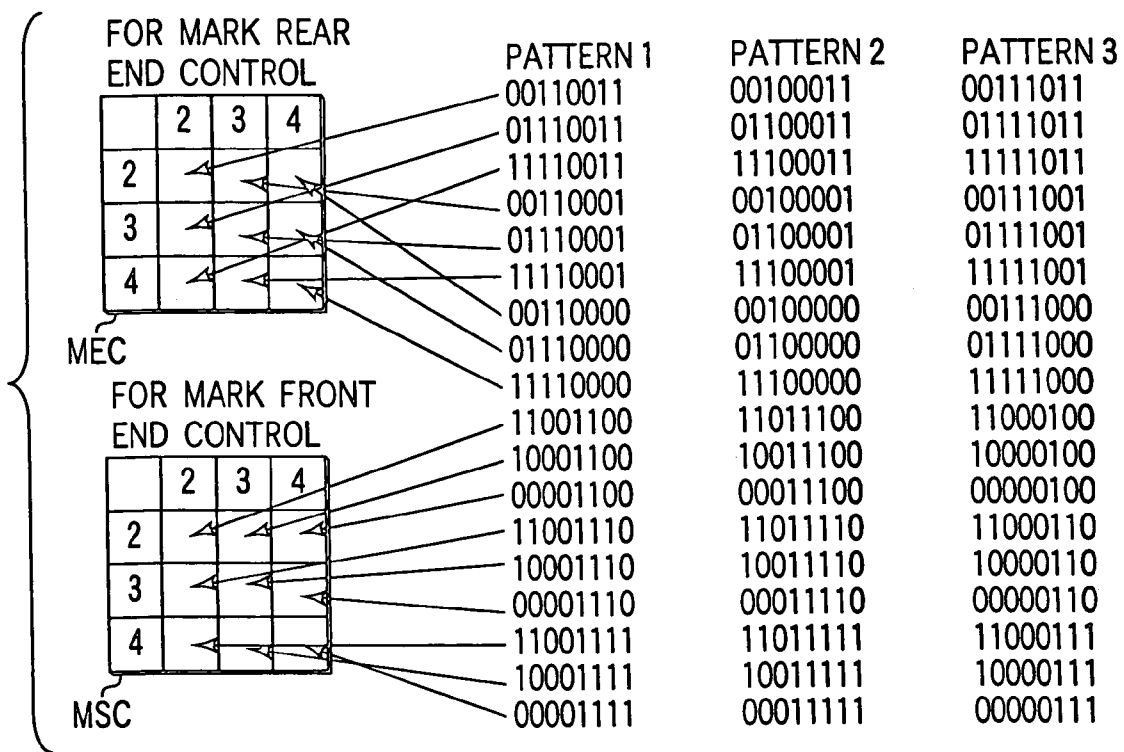 FOR MARK REAR
END CONTROL
2 3 4
2
3
4
MEC
FOR MARK FRONT
END CONTROL
2 3 4
2
3
4
MSC
PATTERN 1 PATTERN 2 PATTERN 3
00110011 00100011 00111011
01110011 01100011 01111011
11110011 11100011 11111011
00110001 00100001 00111001
01110001 01100001 01111001
11110001 11100001 11111001
00110000 00100000 00111000
01110000 01100000 01111000
11110000 11100000 11111000
11001100 11011100 11000100
10001100 10011100 10000100
00001100 00011100 00000100
11001110 11011110 11000110
10001110 10011110 10000110
00001110 00011110 00000110
11001111 11011111 11000111
10001111 10011111 10000111
00001111 00011111 00000111